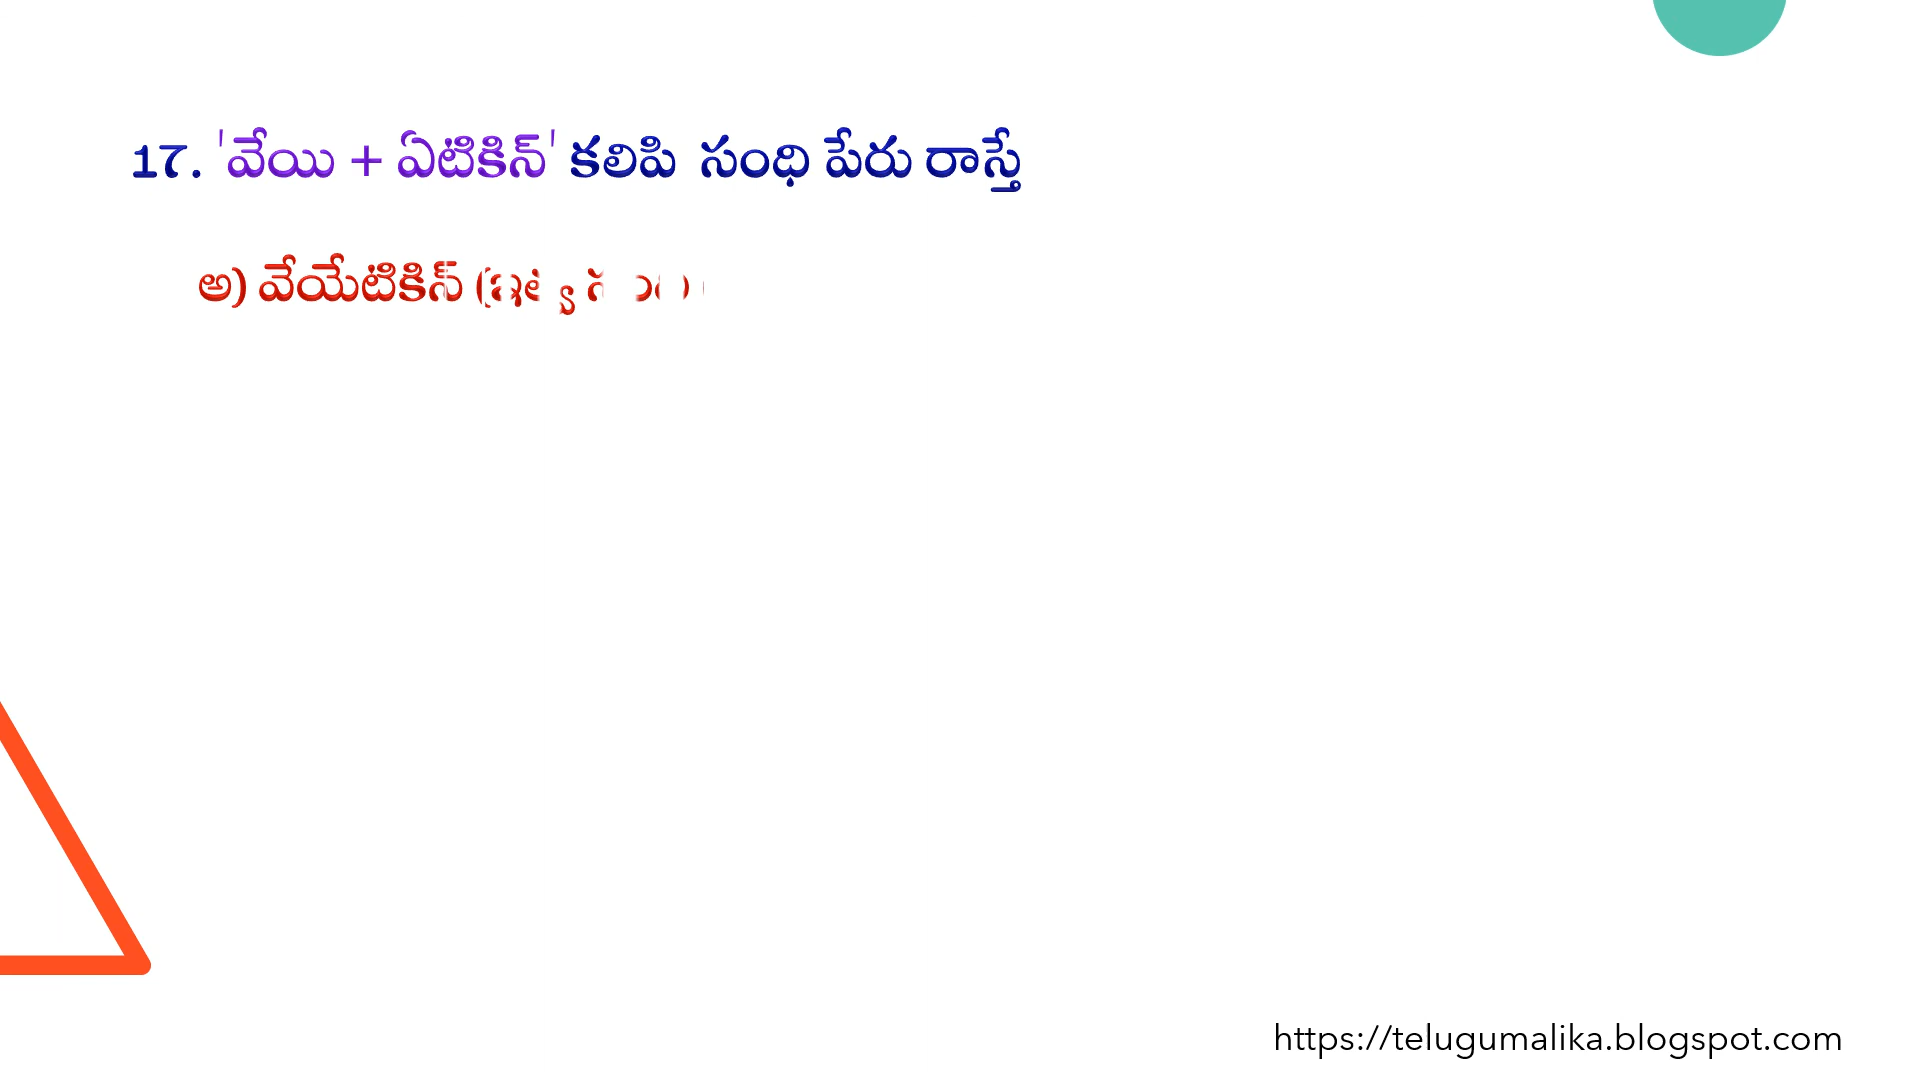 17. 'వేయి + ఏటికిన్' కలిపి సంధి పేరు రాస్తే
అ) వేయేటికిన్
https://telugumalika.blogspot.com